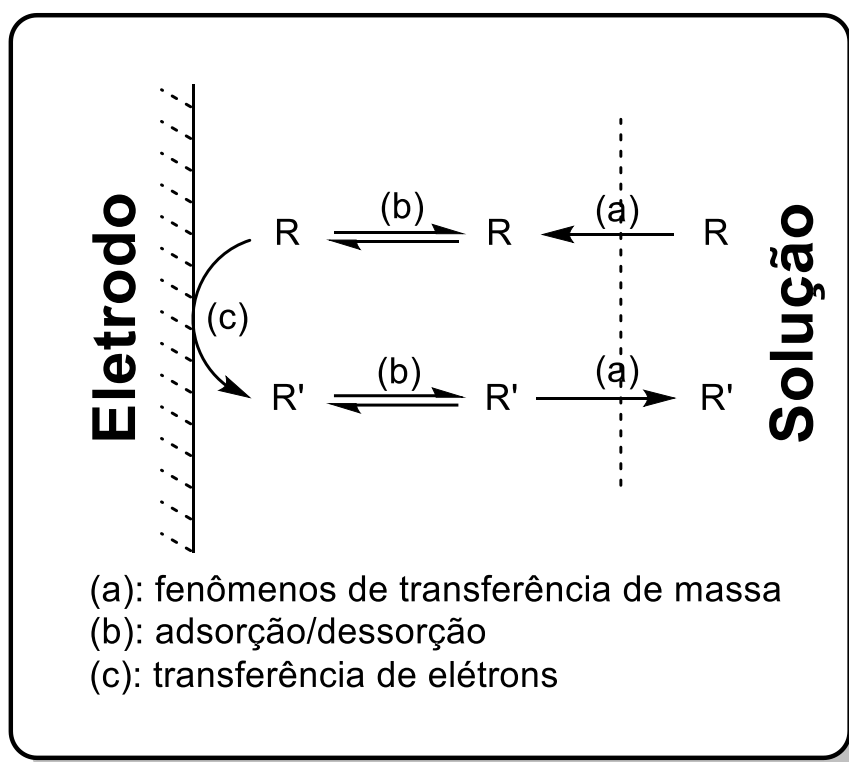 Eletrodo
R (b) R (a) R
(c)
R' (b) R' (a) R'
Solução
(a): fenômenos de transferência de massa
(b): adsorção/dessorção
(c): transferência de elétrons